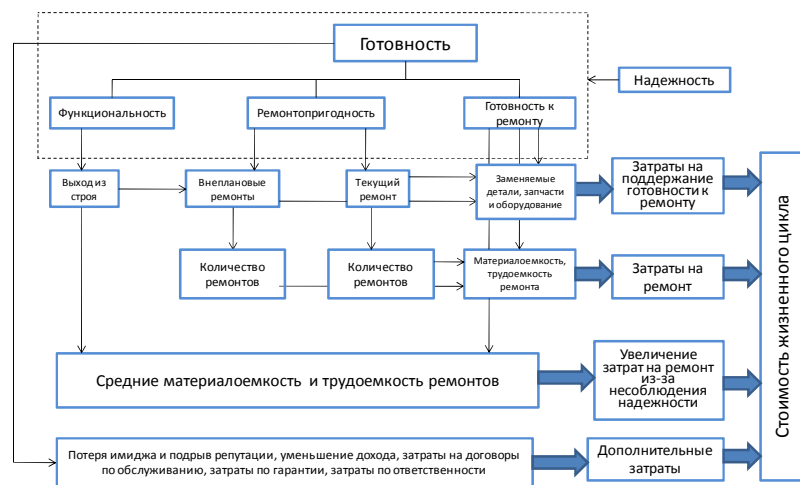 Готовность
Надежность
Функциональность
Ремонтопригодность
Готовность к
ремонту
Выход из
строя
Внеплановые
ремонты
Текущий
ремонт
Заменяемые
детали, запчасти
и оборудование
Затраты на
поддержание
готовности к
ремонту
Количество
ремонтов
Количество
ремонтов
Материалоемкость,
трудоемкость
ремонта
Затраты на
ремонт
Средние материалоемкость и трудоемкость ремонтов
Увеличение
затрат на ремонт
из-за
несоблюдения
надежности
Потеря имиджа и подрыв репутации, уменьшение дохода, затраты на договоры
по обслуживанию, затраты по гарантии, затраты по ответственности
Дополнительные
затраты
Стоимость жизненного цикла